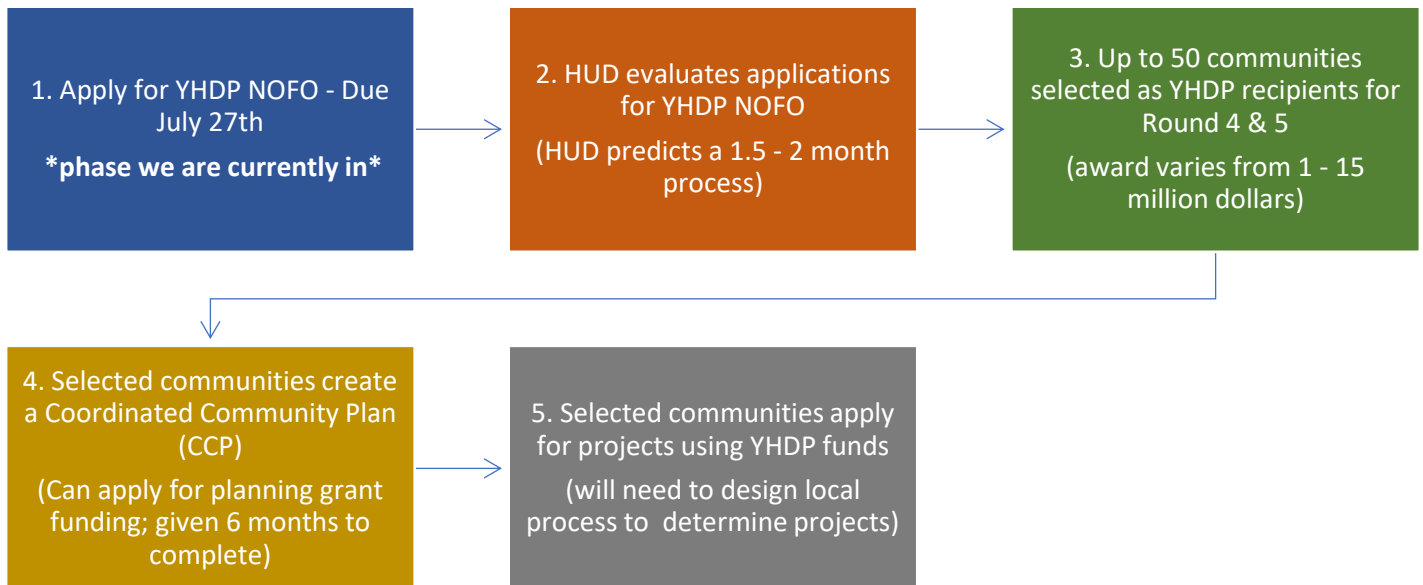 1. Apply for YHDP NOFO - Due
July 27th
*phase we are currently in*
2. HUD evaluates applications
for YHDP NOFO
(HUD predicts a 1.5 - 2 month
process)
3. Up to 50 communities
selected as YHDP recipients for
Round 4 & 5
(award varies from 1 - 15
million dollars)
4. Selected communities create
a Coordinated Community Plan
(CCP)
(Can apply for planning grant
funding; given 6 months to
complete)
5. Selected communities apply
for projects using YHDP funds
(will need to design local
process to  determine projects)